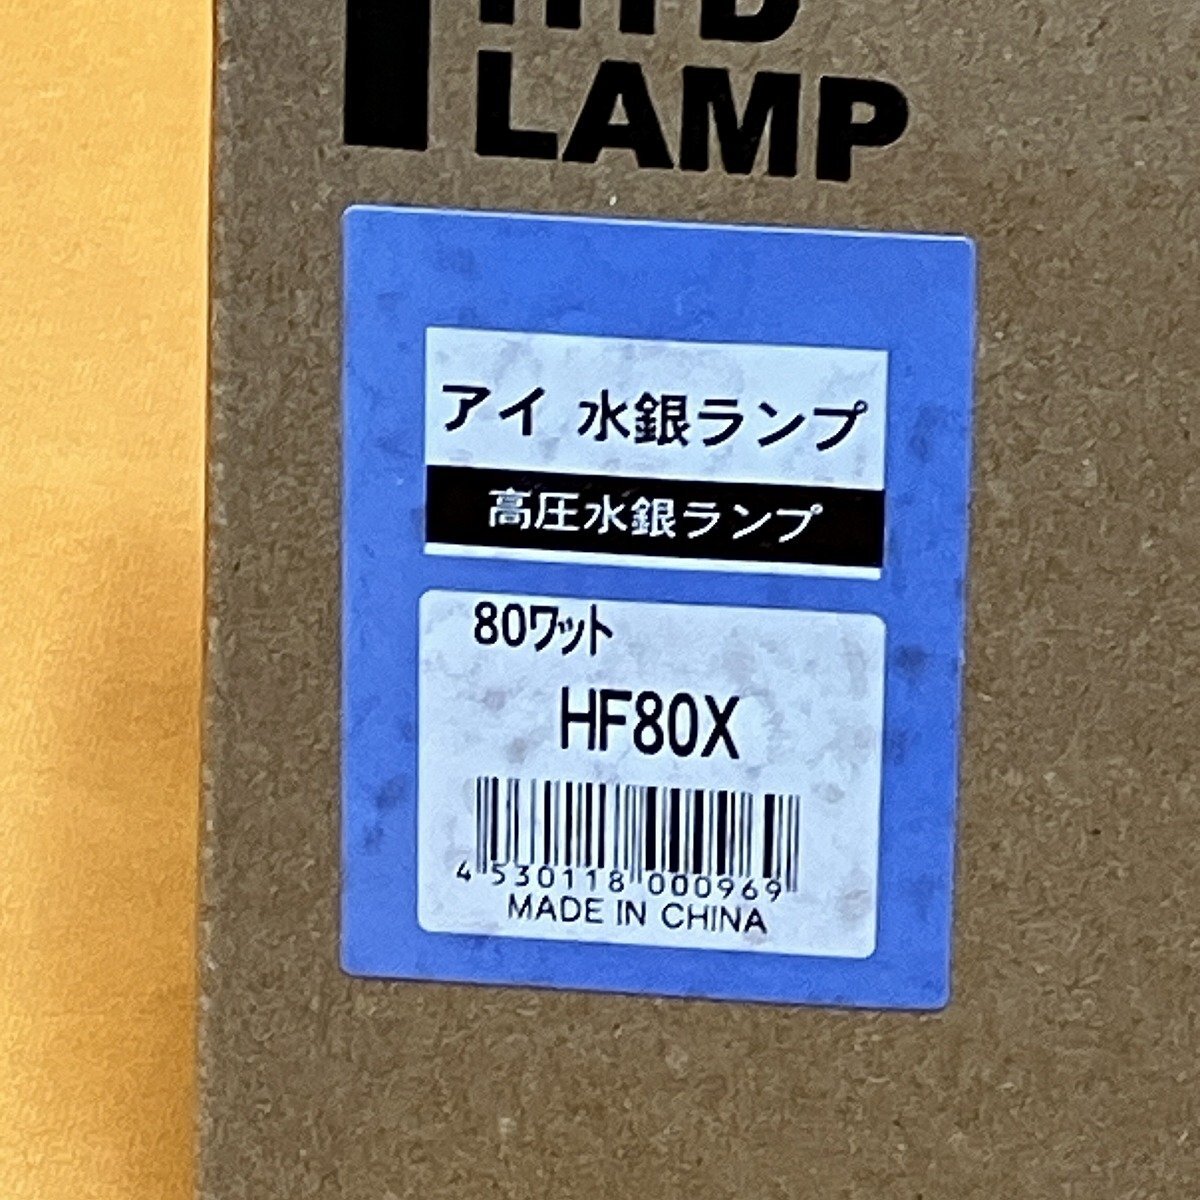 HID
LAMP
アイ 水銀ランプ
高圧水銀ランプ
80ワット
HF80X
4 530118 000969
MADE IN CHINA